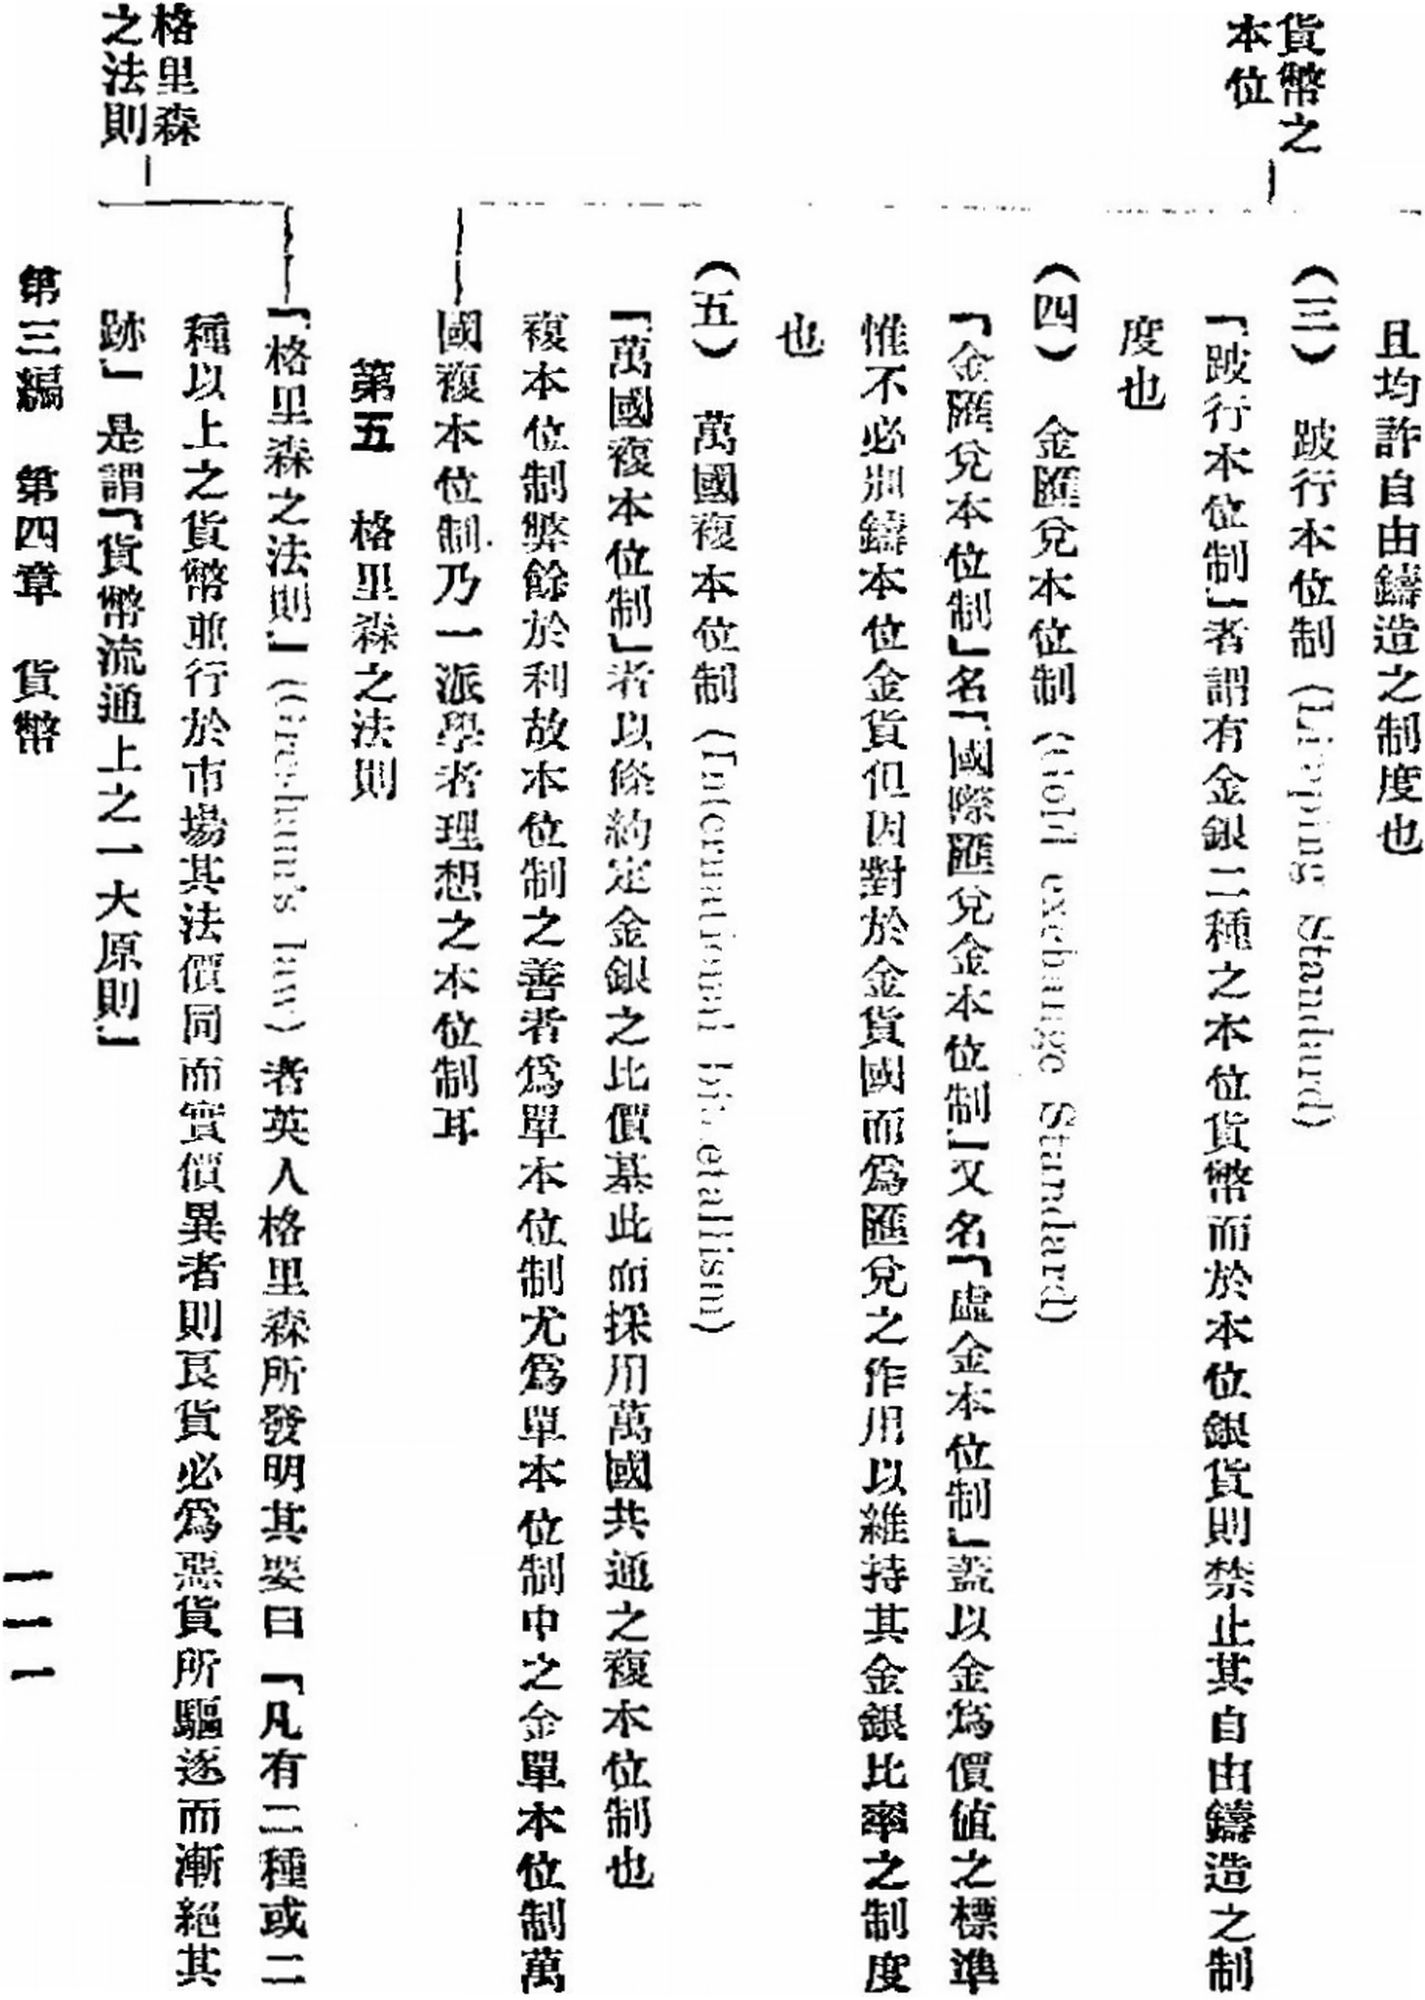 貨幣之
本位
且均許自由鑄造之制度也
（三）　跛行本位制（Limping Standard）
「跛行本位制」者謂有金銀二種之本位貨幣而於本位銀貨則禁止其自由鑄造之制
度也
（四）　金匯兌本位制（Gold exchange Standard）
「金匯兌本位制」名「國際匯兌金本位制」又名「虛金本位制」蓋以金爲價值之標準
惟不必別鑄本位金貨但因對於金貨國而爲匯兌之作用以維持其金銀比率之制度
也
（五）　萬國複本位制（International bimetallism）
「萬國複本位制」者以條約定金銀之比價基此而採用萬國共通之複本位制也
複本位制弊餘於利故本位制之善者爲單本位制尤爲單本位制中之金單本位制萬
國複本位制乃一派學者理想之本位制耳
第五　格里森之法則
格里森
之法則
「格里森之法則」（Gresham's law）者英人格里森所發明其要曰「凡有二種或二
種以上之貨幣並行於市場其法價同而實價異者則良貨必爲惡貨所驅逐而漸絕其
跡」是謂「貨幣流通上之一大原則」
第三編　第四章　貨幣
一二一